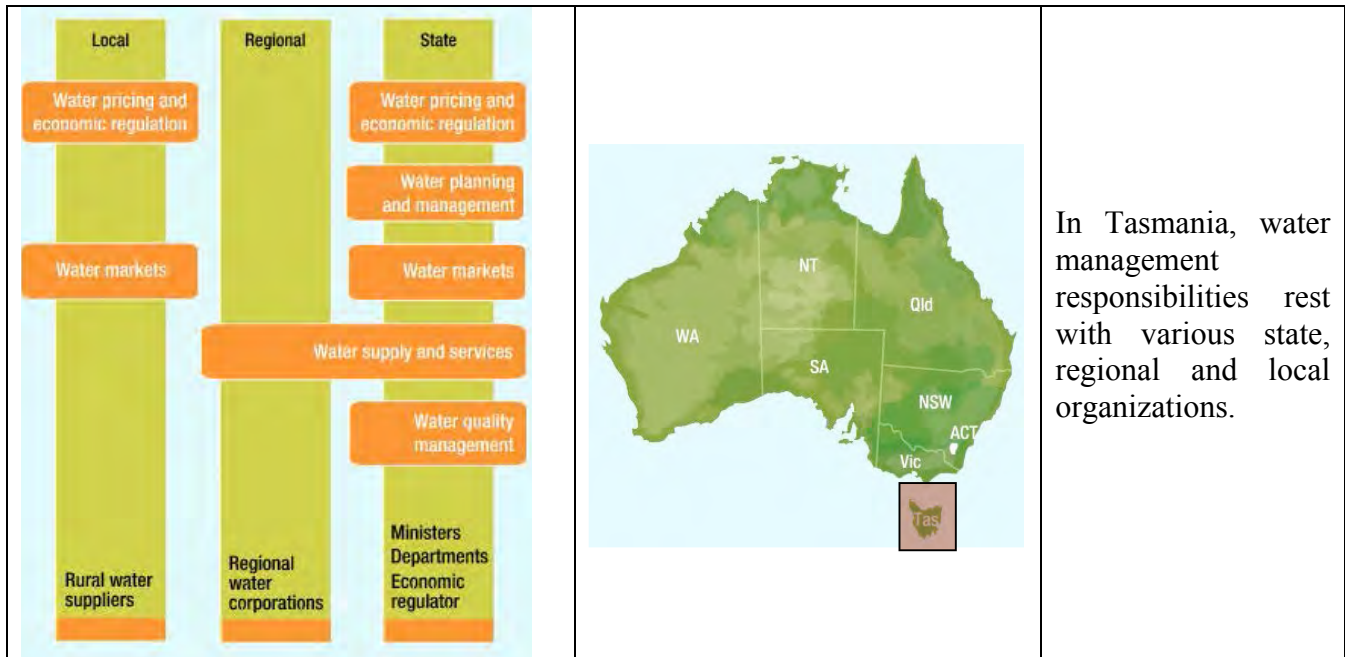 Local
Regional
State
Water pricing and
economic regulation
Water pricing and
economic regulation
Water planning
and management
Water markets
Water markets
Water supply and services
Water quality
management
Rural water
suppliers
Regional
water
corporations
Ministers
Departments
Economic
regulator
WA
NT
Qld
SA
NSW
ACT
Vic
Tas
In Tasmania, water
management
responsibilities rest
with various state,
regional and local
organizations.